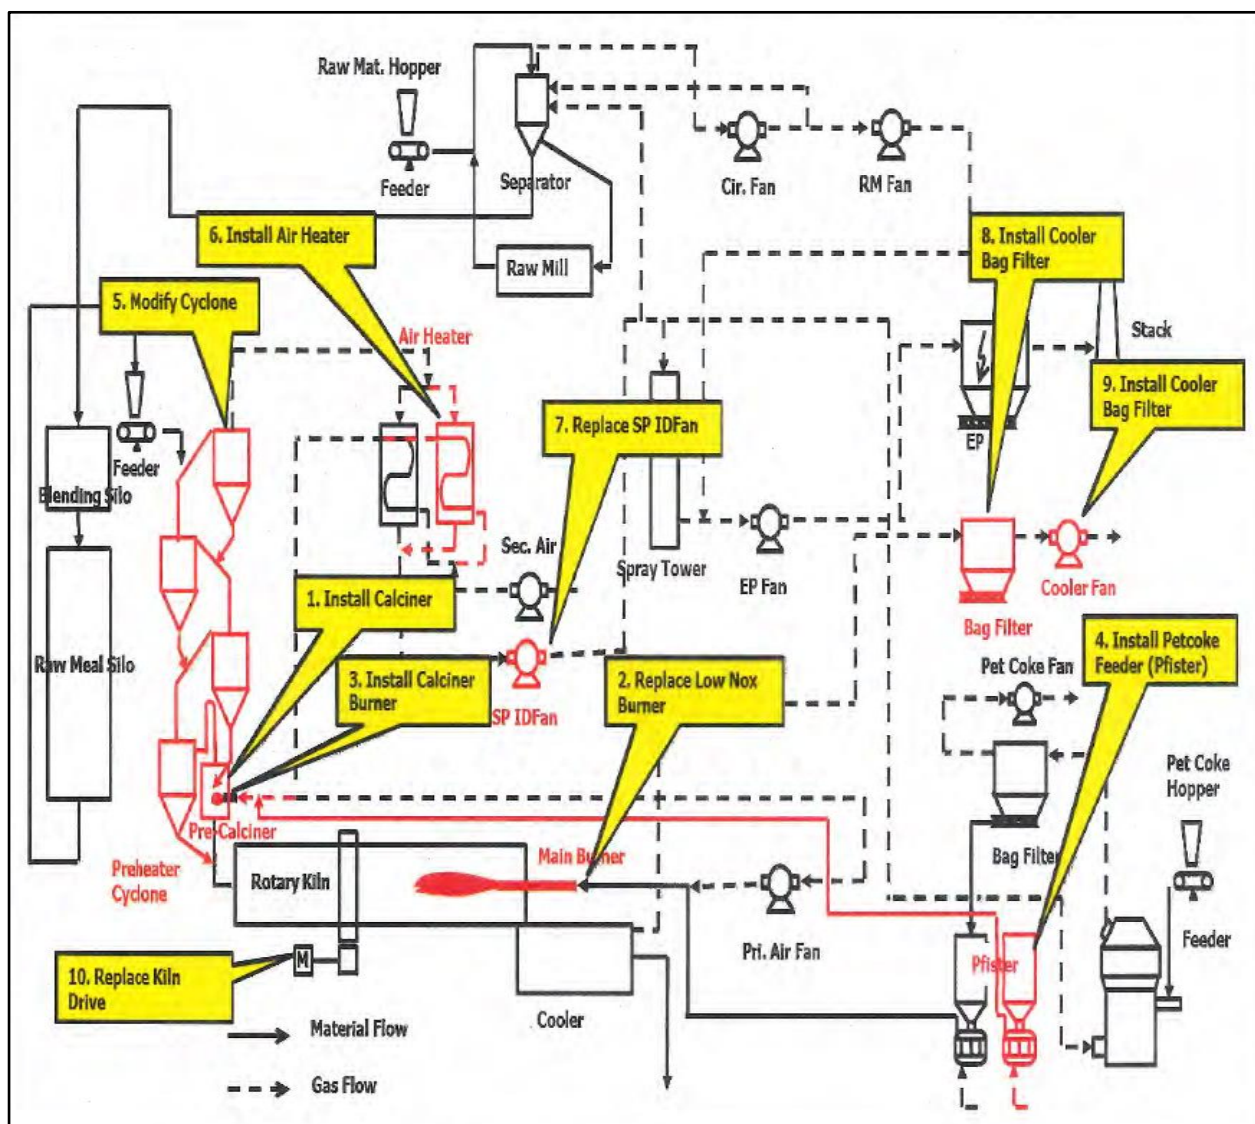 Raw Mat. Hopper
Feeder
Separator
Cir. Fan
RM Fan
6. Install Air Heater
Raw Mill
8. Install Cooler
Bag Filter
5. Modify Cyclone
Air Heater
Stack
7. Replace SP IDFan
9. Install Cooler
Bag Filter
EP
Feeder
Blending Silo
Sec. Air
Spray Tower
EP Fan
Cooler Fan
Bag Filter
1. Install Calciner
Raw Meal Silo
3. Install Calciner
Burner
SP IDFan
2. Replace Low Nox
Burner
Pet Coke Fan
4. Install Petcoke
Feeder (Pfister)
Pet Coke
Hopper
Pre-Calciner
Preheater
Cyclone
Rotary Kiln
Main Burner
Bag Filter
Pri. Air Fan
Pfister
Feeder
M
10. Replace Kiln
Drive
Cooler
Material Flow
Gas Flow